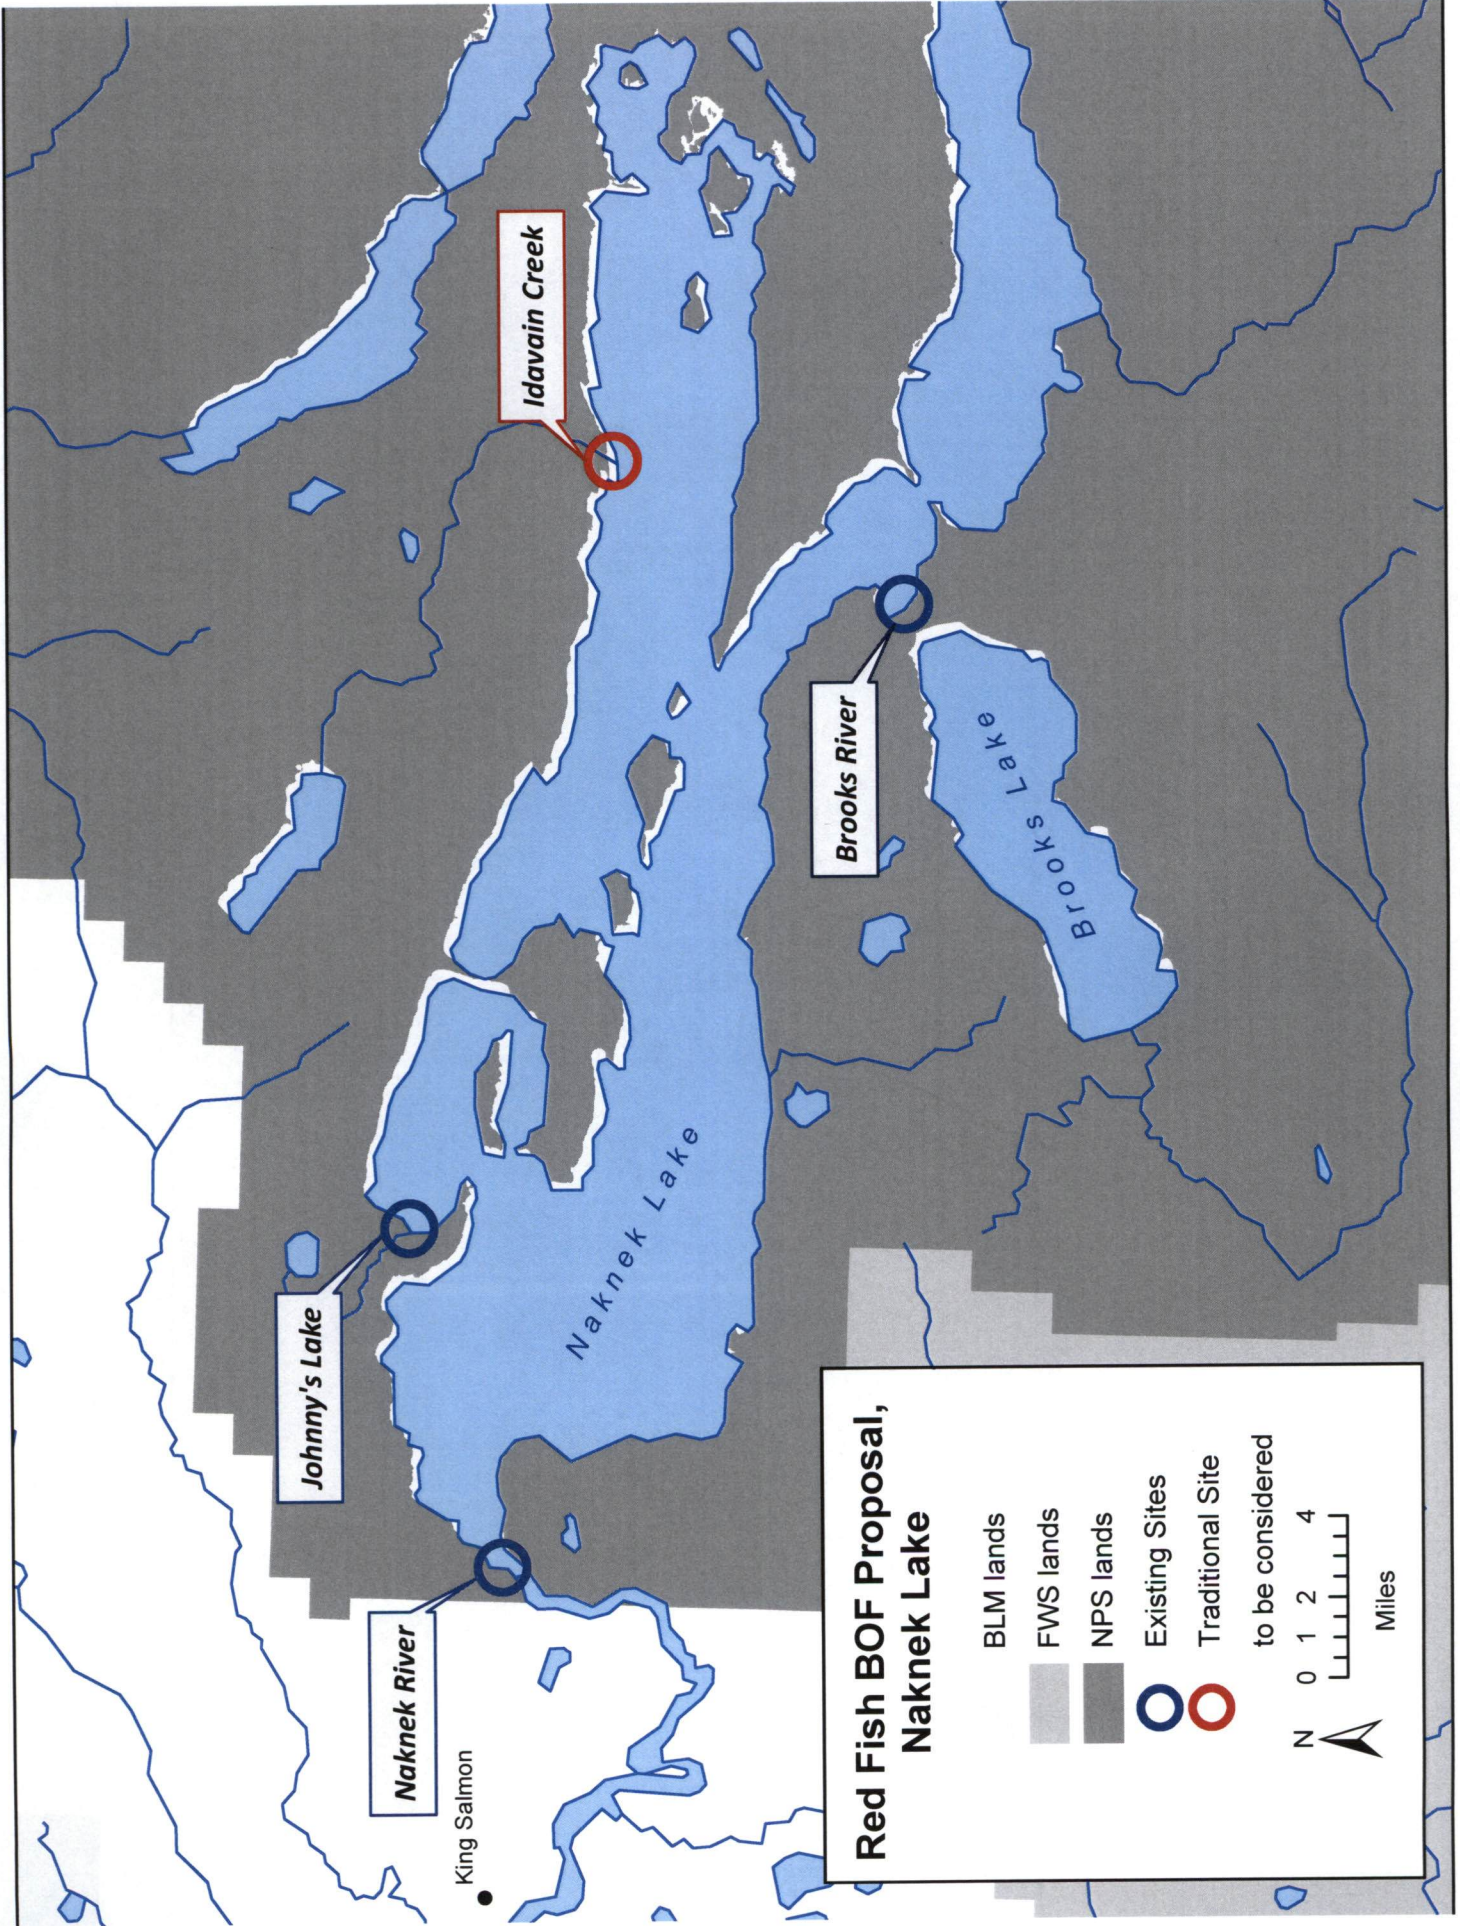 Idavain Creek
Johnny's Lake
Naknek River
King Salmon
Naknek Lake
Brooks River
Brooks Lake
Red Fish BOF Proposal,
Naknek Lake
BLM lands
FWS lands
NPS lands
Existing Sites
Traditional Site
to be considered
N
0 1 2 4
Miles